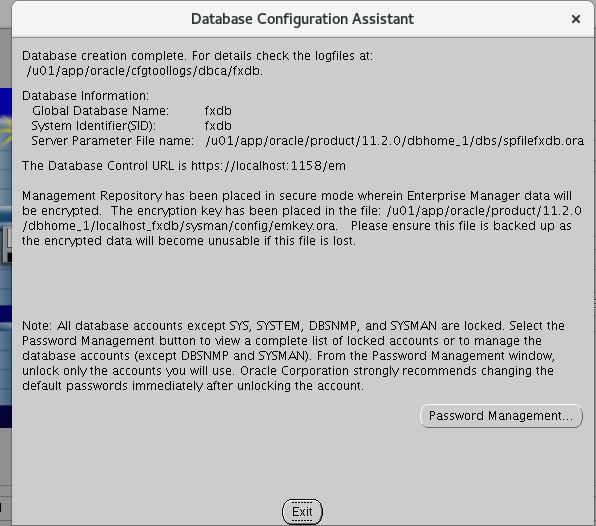 Database Configuration Assistant
Database creation complete. For details check the logfiles at:
/u01/app/oracle/cfgtoollogs/dbca/fxdb.
Database Information:
Global Database Name: fxdb
System Identifier(SID): fxdb
Server Parameter File name: /u01/app/oracle/product/11.2.0/dbhome_1/dbs/spfilefxdb.ora
The Database Control URL is https://localhost:1158/em
Management Repository has been placed in secure mode wherein Enterprise Manager data will
be encrypted. The encryption key has been placed in the file: /u01/app/oracle/product/11.2.0
/dbhome_1/localhost_fxdb/sysman/config/emkey.ora. Please ensure this file is backed up as
the encrypted data will become unusable if this file is lost.
Note: All database accounts except SYS, SYSTEM, DBSNMP, and SYSMAN are locked. Select the
Password Management button to view a complete list of locked accounts or to manage the
database accounts (except DBSNMP and SYSMAN). From the Password Management window,
unlock only the accounts you will use. Oracle Corporation strongly recommends changing the
default passwords immediately after unlocking the account.
Password Management...
Exit